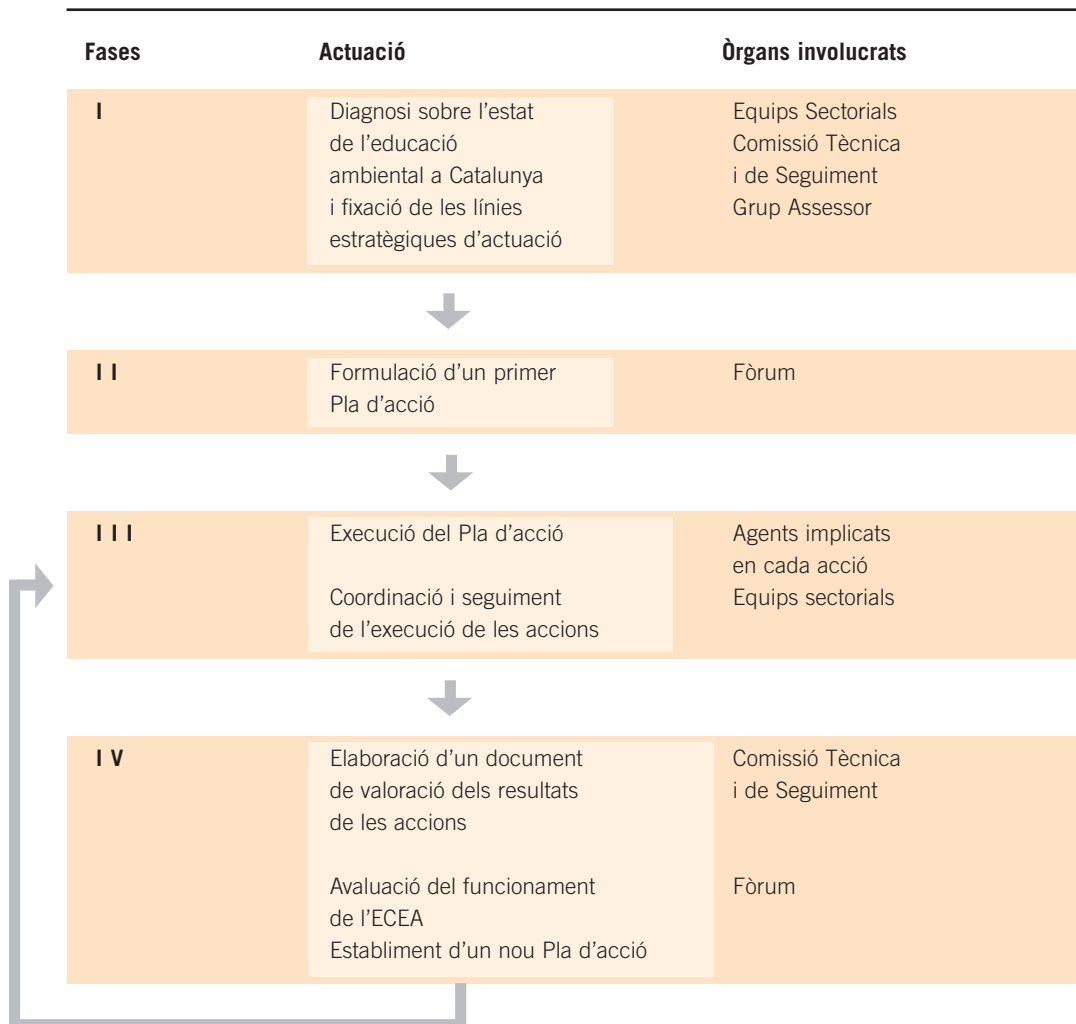 Fases Actuació Òrgans involucrats
I Diagnosi sobre l'estat Equips Sectorials
de l'educació Comissió Tècnica
ambiental a Catalunya i de Seguiment
i fixació de les línies Grup Assessor
estratègiques d'actuació
I I Formulació d'un primer Fòrum
Pla d'acció
I I I Execució del Pla d'acció Agents implicats
en cada acció
Coordinació i seguiment Equips sectorials
de l'execució de les accions
I V Elaboració d'un document Comissió Tècnica
de valoració dels resultats i de Seguiment
de les accions
Avaluació del funcionament Fòrum
de l'ECEA
Establiment d'un nou Pla d'acció